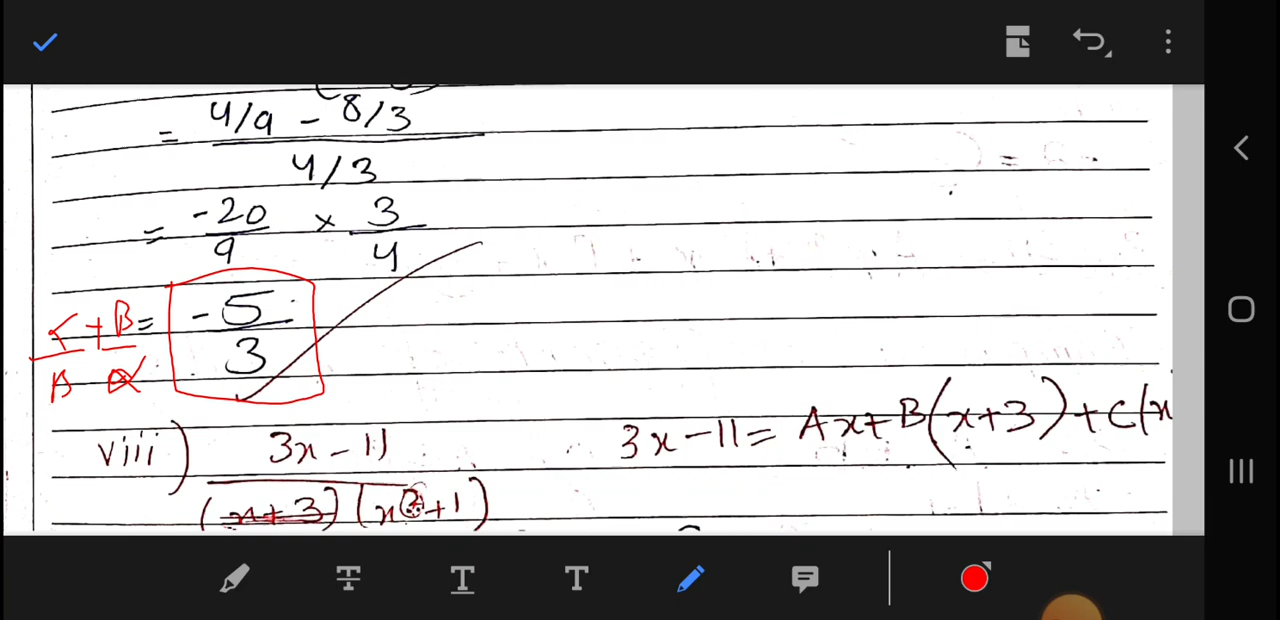 = 4/9 - 8/3
4/3
= -20/9 × 3/4
α/β + β/α = -5/3
viii) 3x - 11 / (x+3)(x²+1)
3x - 11 = Ax + B(x+3) + C(x